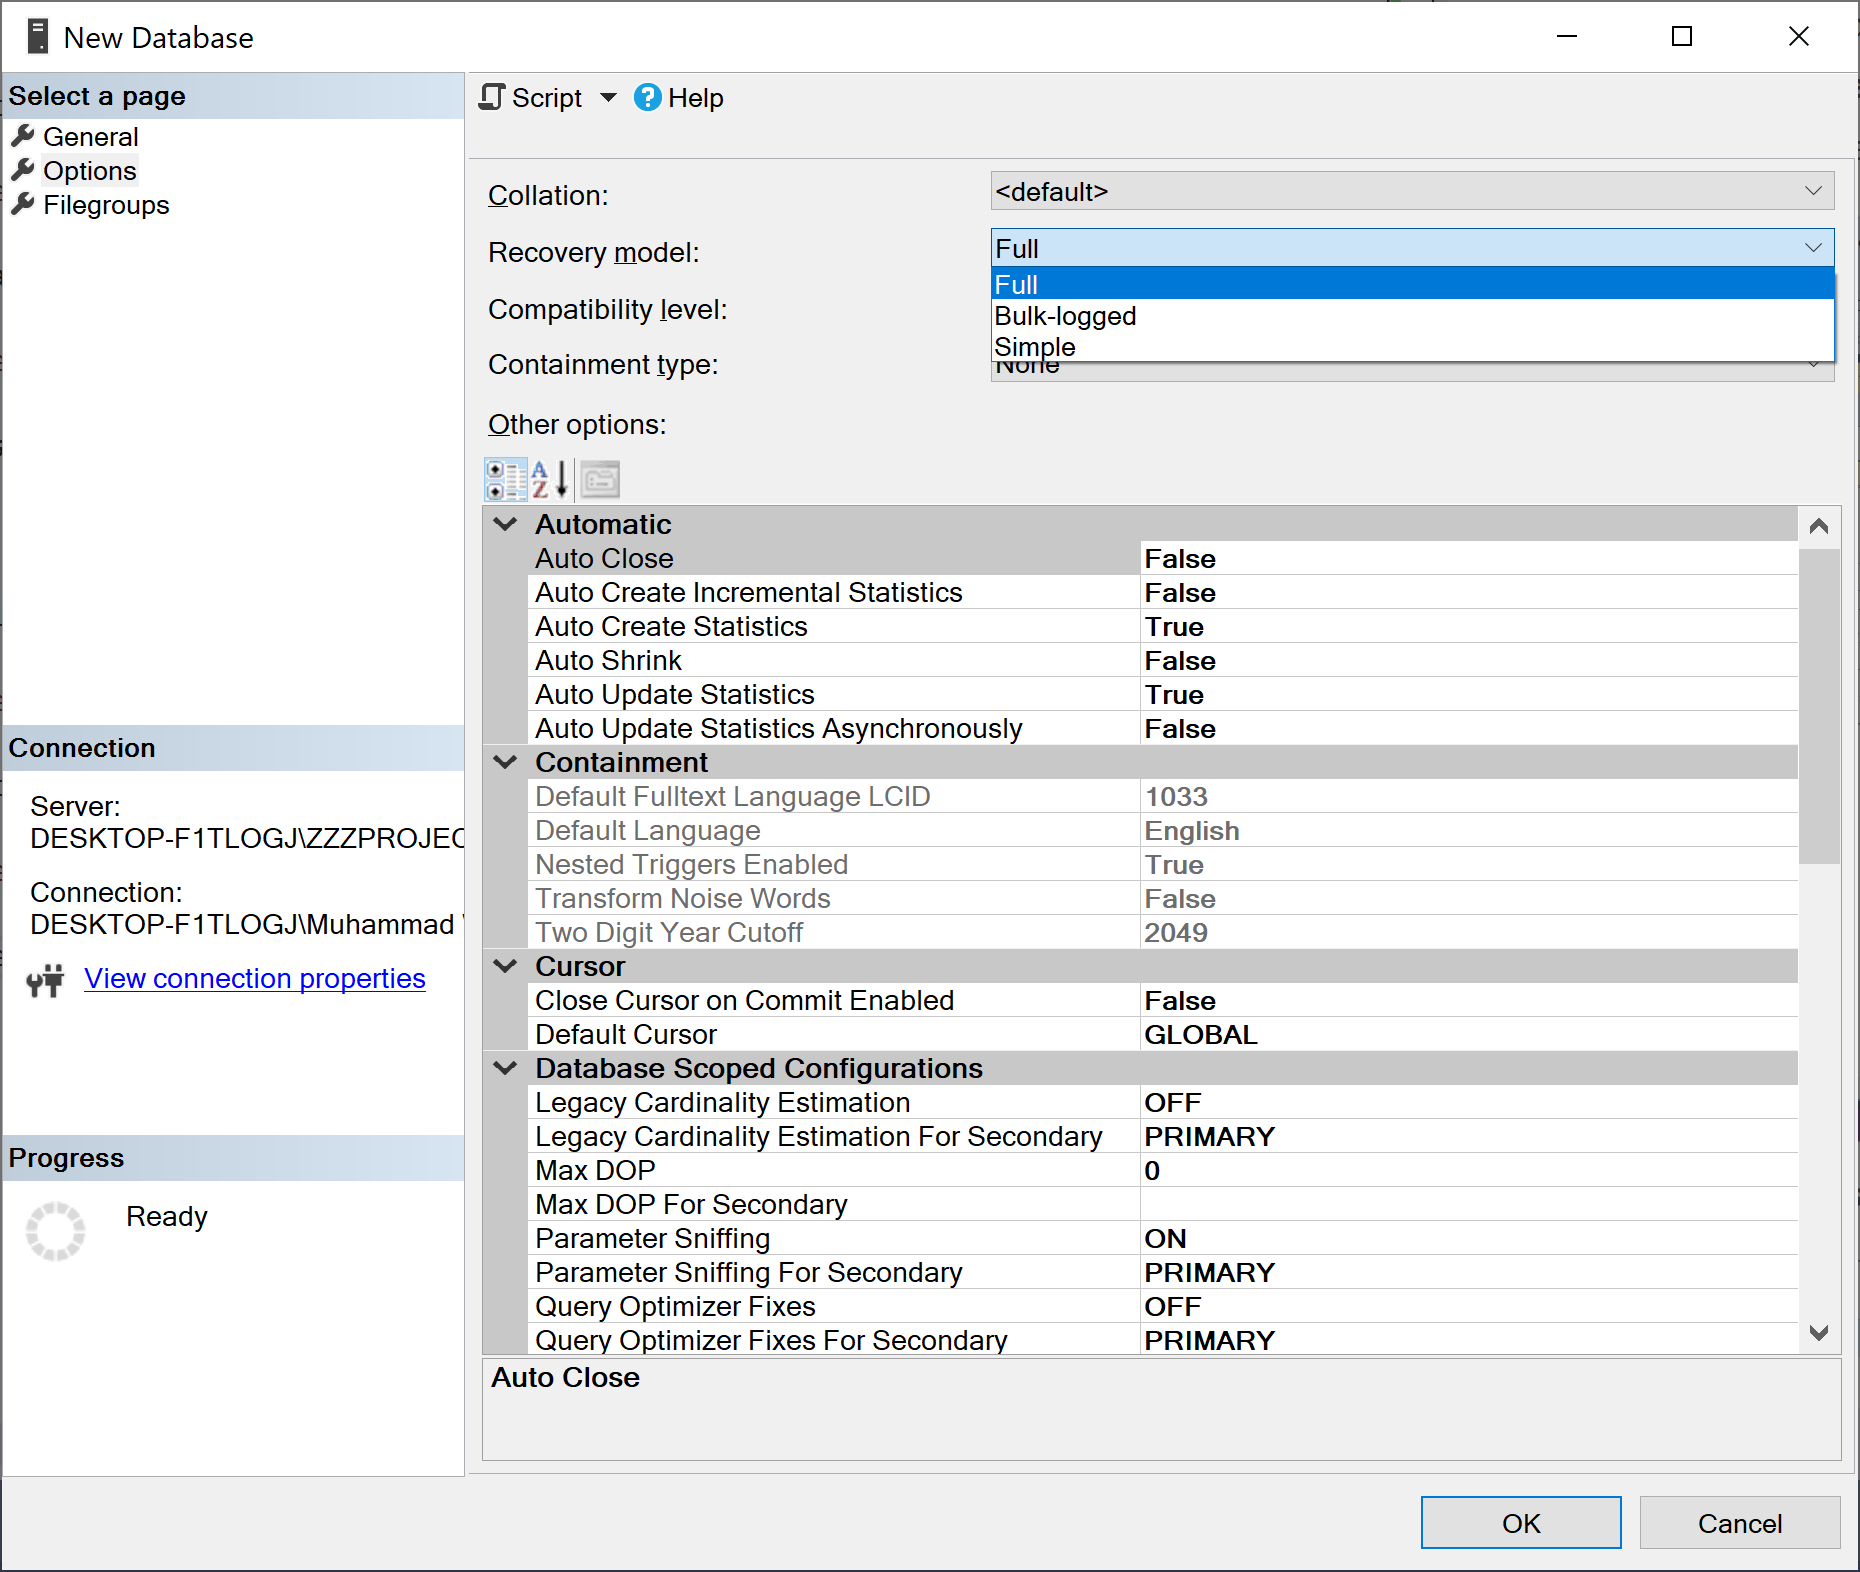 New Database
Select a page
General
Options
Filegroups
Script Help
Collation: <default>
Recovery model: Full
Full
Bulk-logged
Simple
Compatibility level:
Containment type: None
Other options:
Automatic
Auto Close False
Auto Create Incremental Statistics False
Auto Create Statistics True
Auto Shrink False
Auto Update Statistics True
Auto Update Statistics Asynchronously False
Containment
Default Fulltext Language LCID 1033
Default Language English
Nested Triggers Enabled True
Transform Noise Words False
Two Digit Year Cutoff 2049
Cursor
Close Cursor on Commit Enabled False
Default Cursor GLOBAL
Database Scoped Configurations
Legacy Cardinality Estimation OFF
Legacy Cardinality Estimation For Secondary PRIMARY
Max DOP 0
Max DOP For Secondary
Parameter Sniffing ON
Parameter Sniffing For Secondary PRIMARY
Query Optimizer Fixes OFF
Query Optimizer Fixes For Secondary PRIMARY
Auto Close
Connection
Server:
DESKTOP-F1TLOGJ\ZZZPROJEC
Connection:
DESKTOP-F1TLOGJ\Muhammad
View connection properties
Progress
Ready
OK Cancel